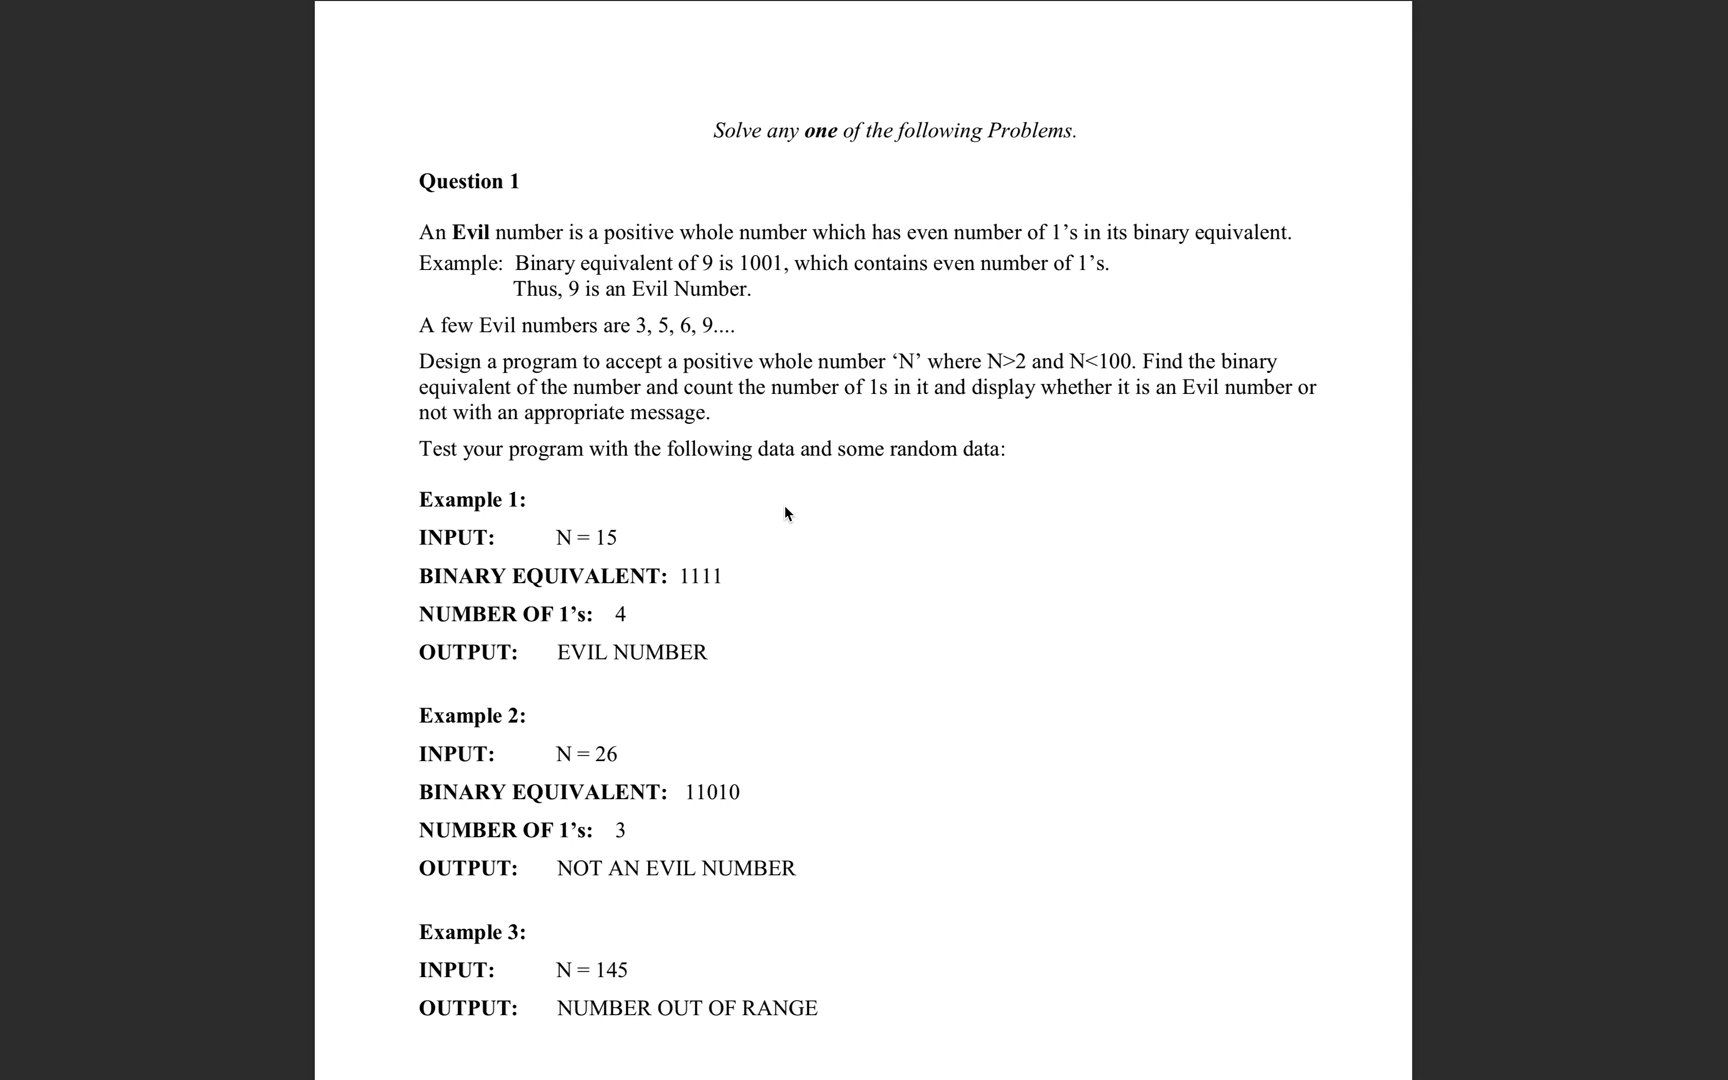 Solve any one of the following Problems.
Question 1
An Evil number is a positive whole number which has even number of 1’s in its binary equivalent.
Example: Binary equivalent of 9 is 1001, which contains even number of 1’s.
Thus, 9 is an Evil Number.
A few Evil numbers are 3, 5, 6, 9....
Design a program to accept a positive whole number ‘N’ where N>2 and N<100. Find the binary
equivalent of the number and count the number of 1s in it and display whether it is an Evil number or
not with an appropriate message.
Test your program with the following data and some random data:
Example 1:
INPUT: N = 15
BINARY EQUIVALENT: 1111
NUMBER OF 1’s: 4
OUTPUT: EVIL NUMBER
Example 2:
INPUT: N = 26
BINARY EQUIVALENT: 11010
NUMBER OF 1’s: 3
OUTPUT: NOT AN EVIL NUMBER
Example 3:
INPUT: N = 145
OUTPUT: NUMBER OUT OF RANGE